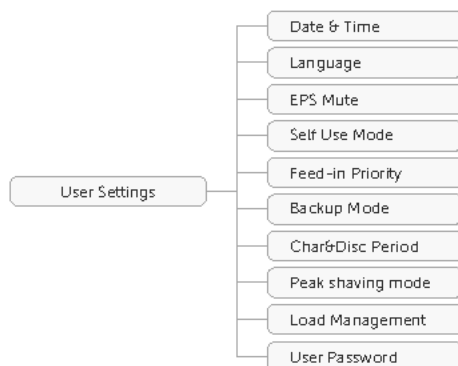 Date & Time
Language
EPS Mute
Self Use Mode
Feed-in Priority
User Settings
Backup Mode
Char&Disc Period
Peak shaving mode
Load Management
User Password